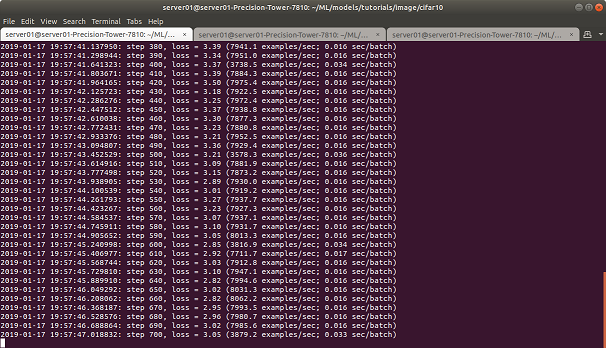 server01@server01-Precision-Tower-7810: ~/ML/models/tutorials/image/cifar10
File Edit View Search Terminal Tabs Help
server01@server01-Precision-Tower-7810: ~/ML/... × server01@server01-Precision-Tower-7810: ~/ML/... × server01@server01-Precision-Tower-7810: ~/ML/... ×
2019-01-17 19:57:41.137950: step 380, loss = 3.39 (7941.1 examples/sec; 0.016 sec/batch)
2019-01-17 19:57:41.298944: step 390, loss = 3.34 (7951.0 examples/sec; 0.016 sec/batch)
2019-01-17 19:57:41.641323: step 400, loss = 3.37 (3738.5 examples/sec; 0.034 sec/batch)
2019-01-17 19:57:41.803671: step 410, loss = 3.39 (7884.3 examples/sec; 0.016 sec/batch)
2019-01-17 19:57:41.964165: step 420, loss = 3.50 (7975.4 examples/sec; 0.016 sec/batch)
2019-01-17 19:57:42.125723: step 430, loss = 3.18 (7922.5 examples/sec; 0.016 sec/batch)
2019-01-17 19:57:42.286276: step 440, loss = 3.25 (7972.4 examples/sec; 0.016 sec/batch)
2019-01-17 19:57:42.447512: step 450, loss = 3.37 (7938.8 examples/sec; 0.016 sec/batch)
2019-01-17 19:57:42.610038: step 460, loss = 3.30 (7877.3 examples/sec; 0.016 sec/batch)
2019-01-17 19:57:42.772431: step 470, loss = 3.23 (7880.8 examples/sec; 0.016 sec/batch)
2019-01-17 19:57:42.933376: step 480, loss = 3.21 (7952.5 examples/sec; 0.016 sec/batch)
2019-01-17 19:57:43.094807: step 490, loss = 3.36 (7929.4 examples/sec; 0.016 sec/batch)
2019-01-17 19:57:43.452529: step 500, loss = 3.21 (3578.3 examples/sec; 0.036 sec/batch)
2019-01-17 19:57:43.614916: step 510, loss = 3.09 (7881.9 examples/sec; 0.016 sec/batch)
2019-01-17 19:57:43.777498: step 520, loss = 3.15 (7873.2 examples/sec; 0.016 sec/batch)
2019-01-17 19:57:43.938905: step 530, loss = 2.89 (7930.0 examples/sec; 0.016 sec/batch)
2019-01-17 19:57:44.100539: step 540, loss = 3.01 (7919.2 examples/sec; 0.016 sec/batch)
2019-01-17 19:57:44.261793: step 550, loss = 3.27 (7937.7 examples/sec; 0.016 sec/batch)
2019-01-17 19:57:44.423267: step 560, loss = 3.23 (7927.3 examples/sec; 0.016 sec/batch)
2019-01-17 19:57:44.584537: step 570, loss = 3.07 (7937.1 examples/sec; 0.016 sec/batch)
2019-01-17 19:57:44.745911: step 580, loss = 3.10 (7931.7 examples/sec; 0.016 sec/batch)
2019-01-17 19:57:44.905652: step 590, loss = 3.05 (8013.3 examples/sec; 0.016 sec/batch)
2019-01-17 19:57:45.240998: step 600, loss = 2.85 (3816.9 examples/sec; 0.034 sec/batch)
2019-01-17 19:57:45.406977: step 610, loss = 2.92 (7711.7 examples/sec; 0.017 sec/batch)
2019-01-17 19:57:45.568744: step 620, loss = 3.03 (7912.8 examples/sec; 0.016 sec/batch)
2019-01-17 19:57:45.729810: step 630, loss = 3.10 (7947.1 examples/sec; 0.016 sec/batch)
2019-01-17 19:57:45.889910: step 640, loss = 2.82 (7994.6 examples/sec; 0.016 sec/batch)
2019-01-17 19:57:46.049292: step 650, loss = 3.02 (8031.3 examples/sec; 0.016 sec/batch)
2019-01-17 19:57:46.208062: step 660, loss = 2.82 (8062.2 examples/sec; 0.016 sec/batch)
2019-01-17 19:57:46.368187: step 670, loss = 2.95 (7993.5 examples/sec; 0.016 sec/batch)
2019-01-17 19:57:46.528576: step 680, loss = 2.96 (7980.7 examples/sec; 0.016 sec/batch)
2019-01-17 19:57:46.688864: step 690, loss = 3.02 (7985.6 examples/sec; 0.016 sec/batch)
2019-01-17 19:57:47.018832: step 700, loss = 3.05 (3879.2 examples/sec; 0.033 sec/batch)